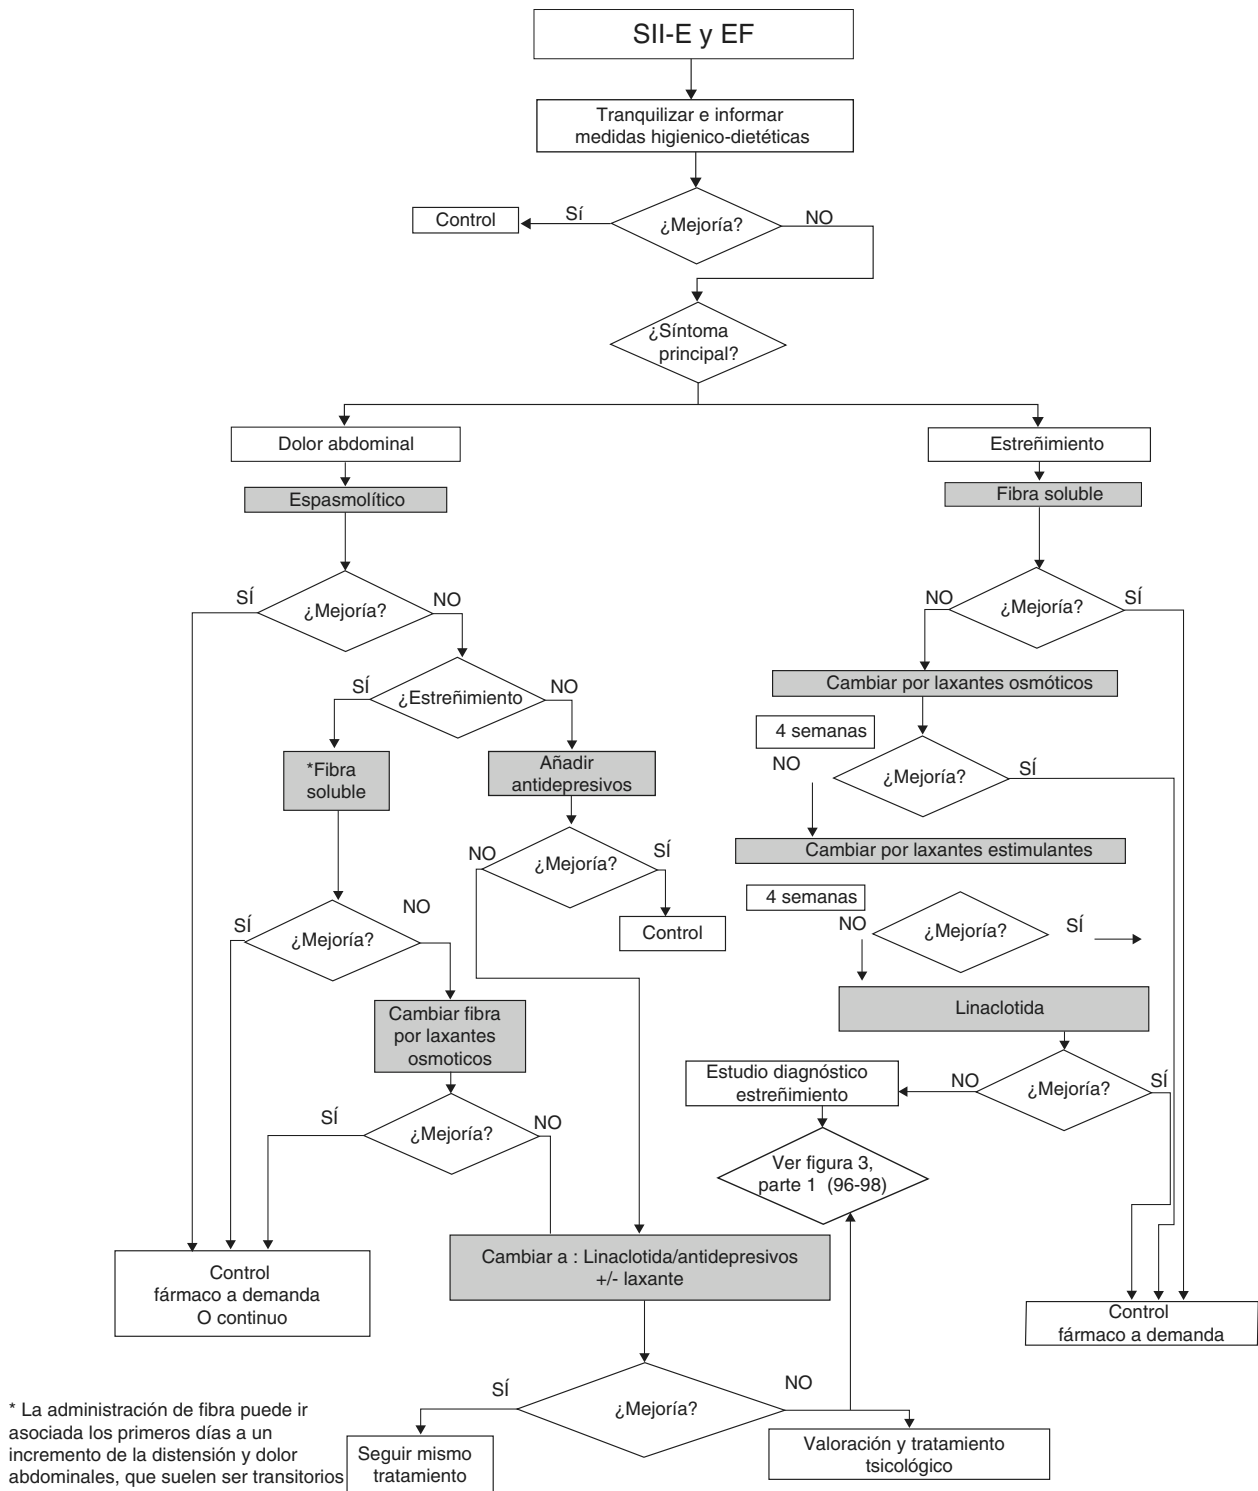 SII-E y EF
Tranquilizar e informar
medidas higienico-dietéticas
¿Mejoría?
Sí
NO
Control
¿Síntoma
principal?
Dolor abdominal
Espasmolítico
¿Mejoría?
SÍ
NO
¿Estreñimiento
SÍ
NO
*Fibra
soluble
Añadir
antidepresivos
¿Mejoría?
NO
SÍ
Control
¿Mejoría?
SÍ
NO
Cambiar fibra
por laxantes
osmoticos
¿Mejoría?
SÍ
NO
Control
fármaco a demanda
O continuo
Cambiar a : Linaclotida/antidepresivos
+/- laxante
¿Mejoría?
SÍ
NO
Seguir mismo
tratamiento
Valoración y tratamiento
tsicológico
Estreñimiento
Fibra soluble
¿Mejoría?
NO
SÍ
Cambiar por laxantes osmóticos
4 semanas
NO
¿Mejoría?
SÍ
Cambiar por laxantes estimulantes
4 semanas
NO
¿Mejoría?
SÍ
Linaclotida
¿Mejoría?
NO
SÍ
Estudio diagnóstico
estreñimiento
Ver figura 3,
parte 1 (96-98)
Control
fármaco a demanda
* La administración de fibra puede ir
asociada los primeros días a un
incremento de la distensión y dolor
abdominales, que suelen ser transitorios